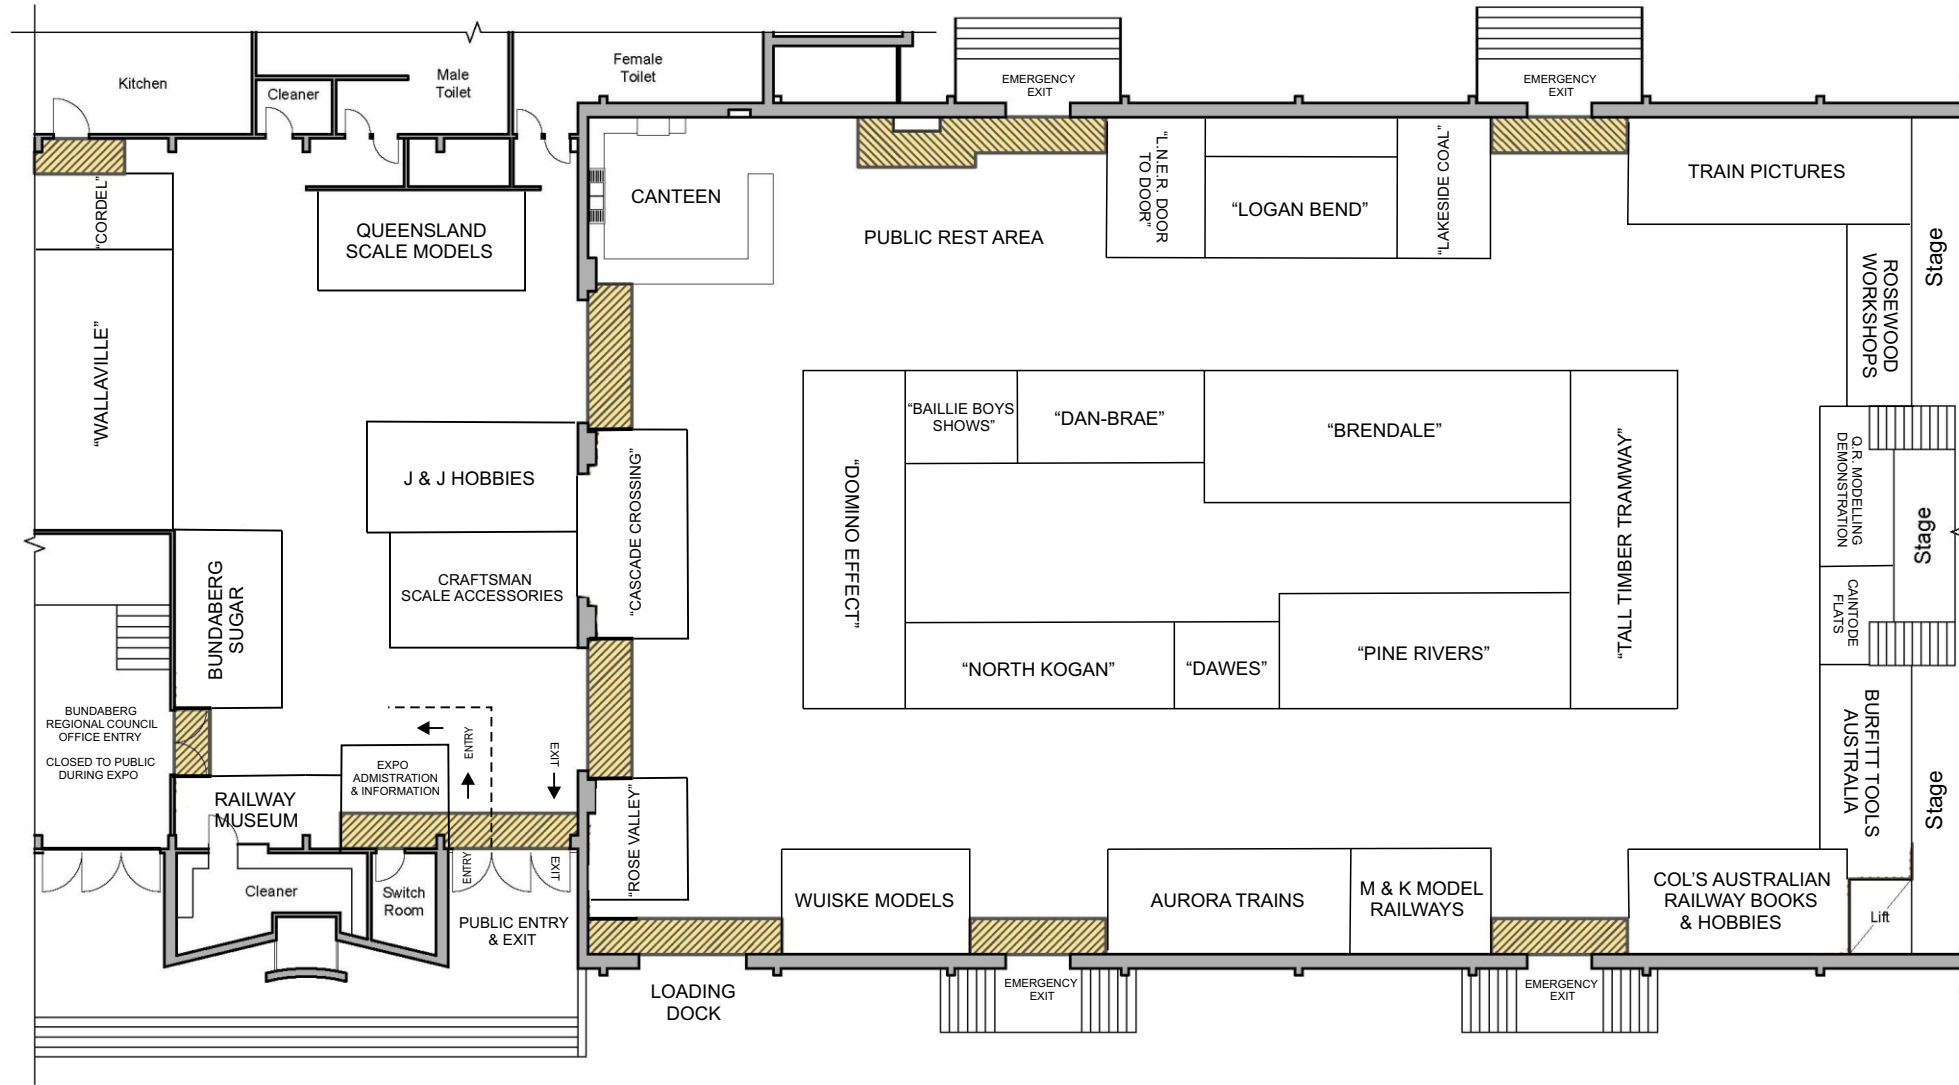 Kitchen
Cleaner
Male
Toilet
Female
Toilet
EMERGENCY
EXIT
EMERGENCY
EXIT
"CORDEL"
QUEENSLAND
SCALE MODELS
CANTEEN
PUBLIC REST AREA
"L.N.E.R. DOOR
TO DOOR"
"LOGAN BEND"
"LAKESIDE COAL"
TRAIN PICTURES
Stage
ROSEWOOD
WORKSHOPS
"WALLAVILLE"
J & J HOBBIES
CRAFTSMAN
SCALE ACCESSORIES
"CASCADE CROSSING"
"DOMINO EFFECT"
"BAILLIE BOYS
SHOWS"
"DAN-BRAE"
"BRENDALE"
"TALL TIMBER TRAMWAY"
Q.R. MODELLING
DEMONSTRATION
Stage
CAINTODE
FLATS
BUNDABERG
SUGAR
"NORTH KOGAN"
"DAWES"
"PINE RIVERS"
BURFITT TOOLS
AUSTRALIA
Stage
BUNDABERG
REGIONAL COUNCIL
OFFICE ENTRY
CLOSED TO PUBLIC
DURING EXPO
ENTRY
EXIT
EXPO
ADMISTRATION
& INFORMATION
RAILWAY
MUSEUM
"ROSE VALLEY"
Cleaner
Switch
Room
ENTRY
EXIT
PUBLIC ENTRY
& EXIT
WUISKE MODELS
AURORA TRAINS
M & K MODEL
RAILWAYS
COL'S AUSTRALIAN
RAILWAY BOOKS
& HOBBIES
Lift
LOADING
DOCK
EMERGENCY
EXIT
EMERGENCY
EXIT